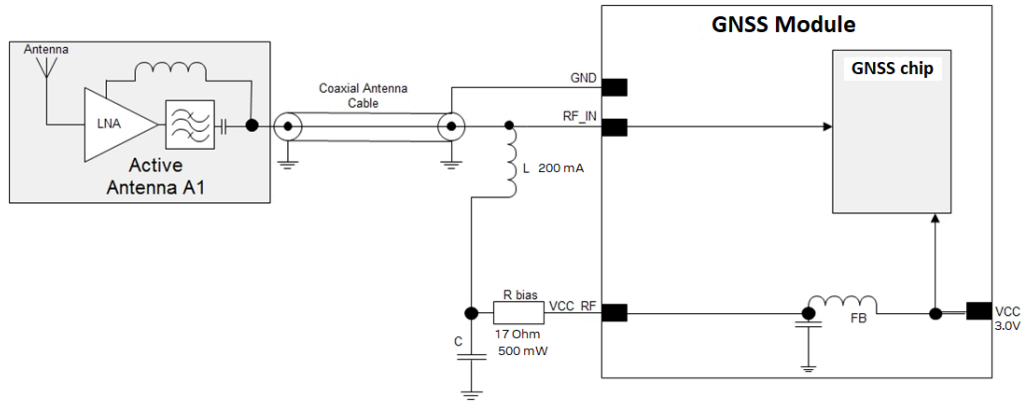 GNSS Module
Antenna
GNSS chip
GND
Coaxial Antenna
Cable
RF_IN
LNA
Active
Antenna A1
L 200 mA
R bias
VCC_RF
17 Ohm
500 mW
C
FB
VCC
3.0V